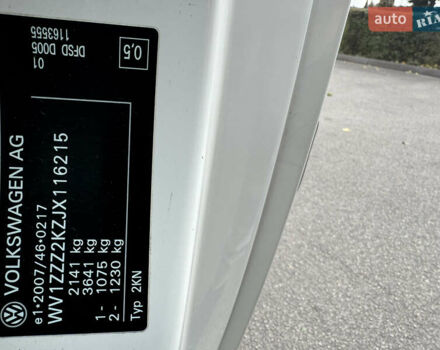 VOLKSWAGEN AG
e1*2007/46*0217
WV1ZZZ2KZJX116215
2141 kg
3641 kg
1- 1075 kg
2- 1230 kg
Typ 2KN
01
DFSD D005
1163555
0,5
auto
RIA